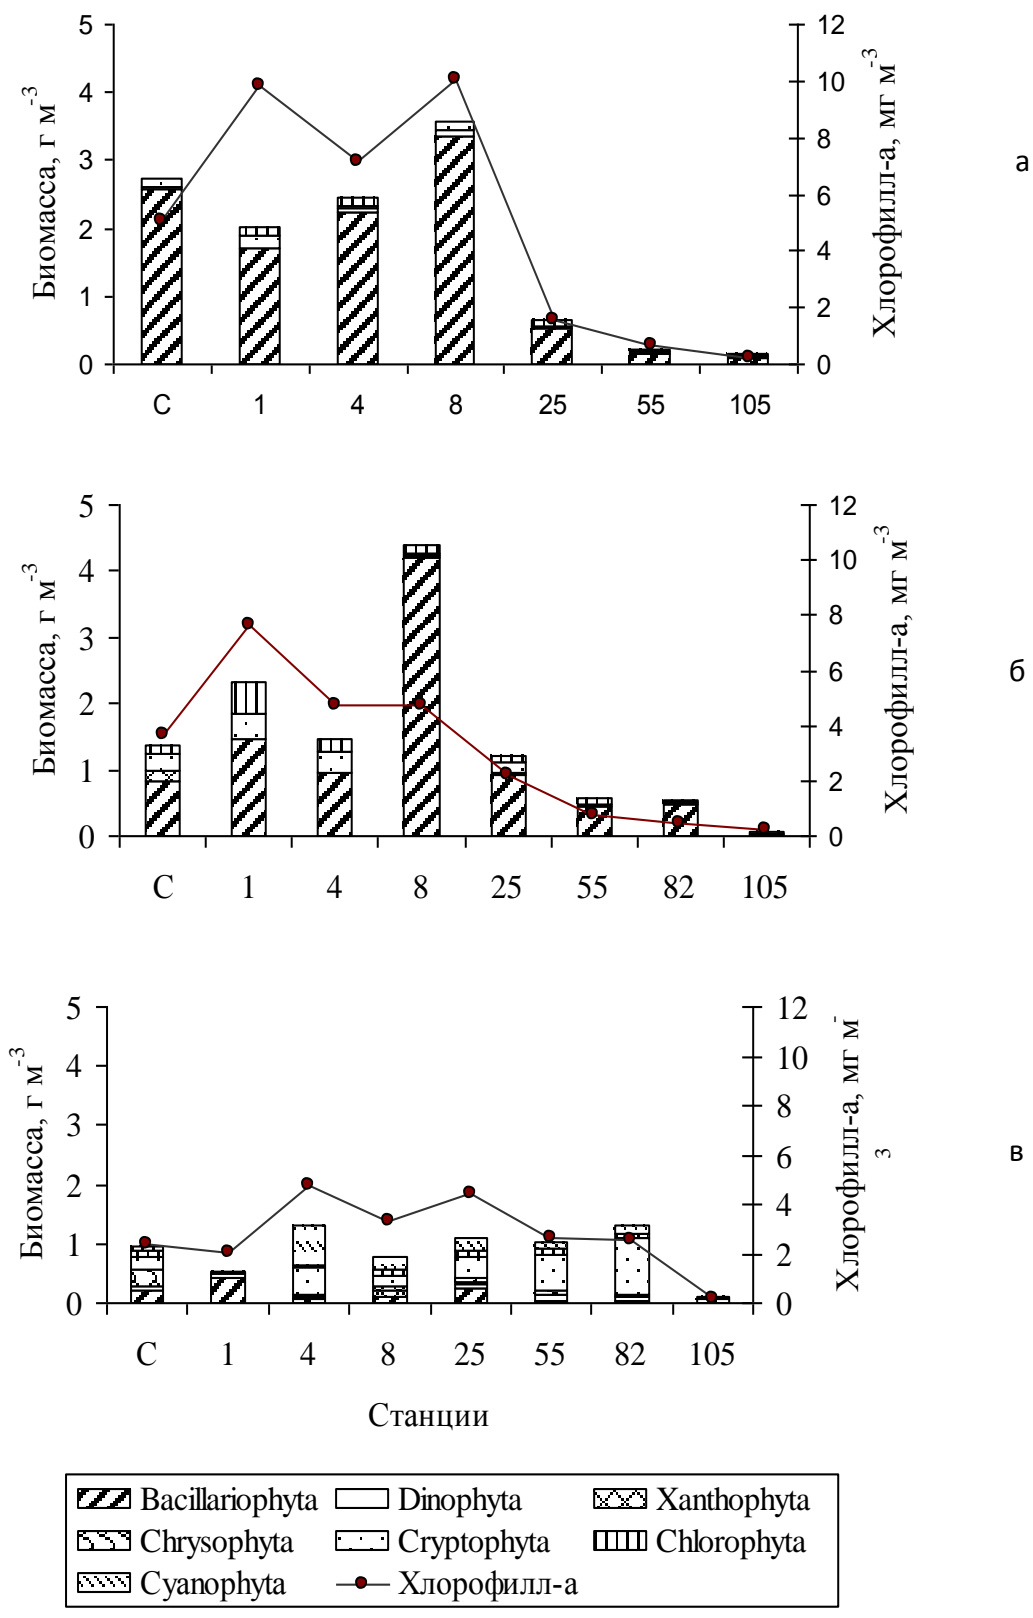 Биомасса, г м-3
5
4
3
2
1
0
12
10
8
6
4
2
0
Хлорофилл-а, мг м-3
а
С 1 4 8 25 55 105
Биомасса, г м-3
5
4
3
2
1
0
12
10
8
6
4
2
0
Хлорофилл-а, мг м-3
б
С 1 4 8 25 55 82 105
Биомасса, г м-3
5
4
3
2
1
0
12
10
8
6
4
2
0
Хлорофилл-а, мг м-
3
в
С 1 4 8 25 55 82 105
Станции
Bacillariophyta Dinophyta Xanthophyta
Chrysophyta Cryptophyta Chlorophyta
Cyanophyta Хлорофилл-а